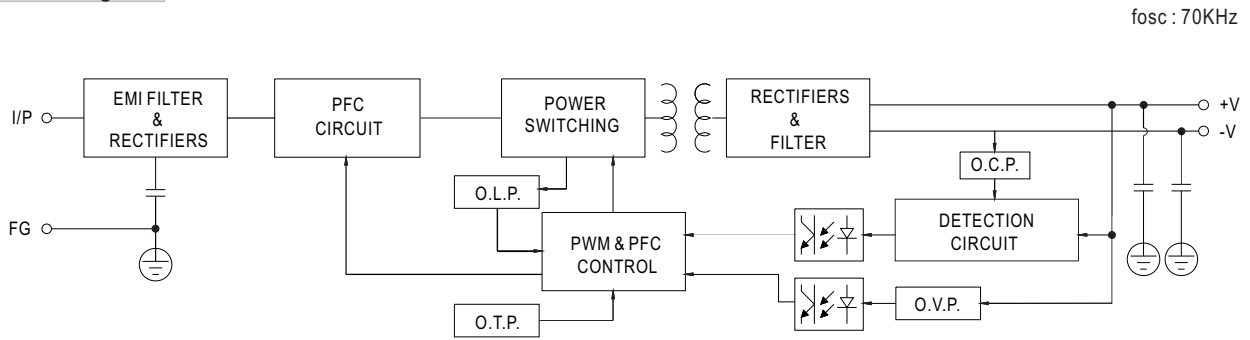 fosc : 70KHz
I/P
EMI FILTER
&
RECTIFIERS
PFC
CIRCUIT
POWER
SWITCHING
RECTIFIERS
&
FILTER
+V
-V
O.C.P.
O.L.P.
FG
PWM & PFC
CONTROL
DETECTION
CIRCUIT
O.T.P.
O.V.P.